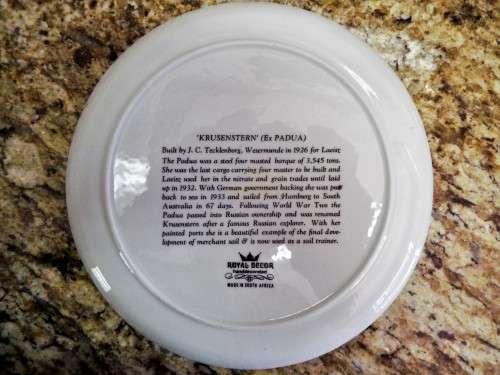 'KRUSENSTERN' (Ex PADUA)
Built by J. C. Tecklenborg, Wesermunde in 1926 for Laeisz
The Padua was a steel four masted barque of 3,545 tons.
She was the last cargo carrying four master to be built and
Laeisz used her in the nitrate and grain trades until laid
up in 1932. With German government backing she was put
back to sea in 1933 and sailed from Hamburg to South
Australia in 67 days. Following World War Two the
Padua passed into Russian ownership and was renamed
Krusenstern after a famous Russian explorer. With her
painted ports she is a beautiful example of the final deve-
lopment of merchant sail & is now used as a sail trainer.
ROYAL DECOR
handdecorated
MADE IN SOUTH AFRICA